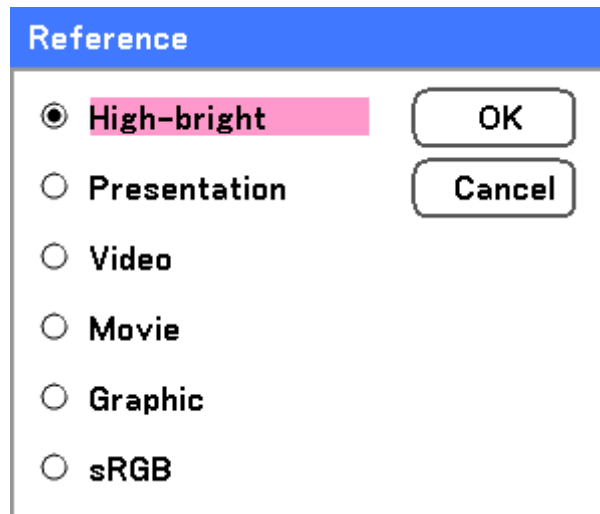 Reference
High-bright
OK
Presentation
Cancel
Video
Movie
Graphic
sRGB